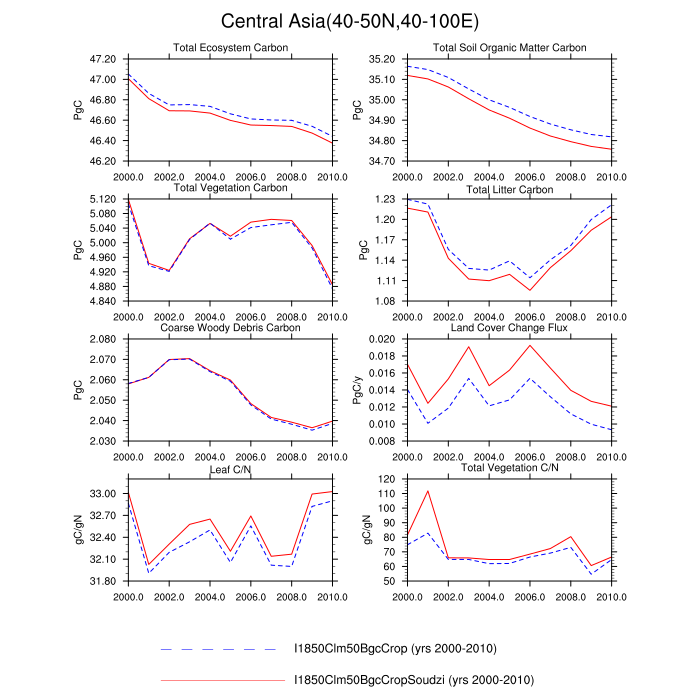 Central Asia(40-50N,40-100E)
Total Ecosystem Carbon
Total Soil Organic Matter Carbon
47.20
47.00
46.80
46.60
46.40
46.20
PgC
2000.0 2002.0 2004.0 2006.0 2008.0 2010.0
35.20
35.10
35.00
34.90
34.80
34.70
PgC
2000.0 2002.0 2004.0 2006.0 2008.0 2010.0
Total Vegetation Carbon
Total Litter Carbon
5.120
5.080
5.040
5.000
4.960
4.920
4.880
4.840
PgC
2000.0 2002.0 2004.0 2006.0 2008.0 2010.0
1.23
1.20
1.17
1.14
1.11
1.08
PgC
2000.0 2002.0 2004.0 2006.0 2008.0 2010.0
Coarse Woody Debris Carbon
Land Cover Change Flux
2.080
2.070
2.060
2.050
2.040
2.030
PgC
2000.0 2002.0 2004.0 2006.0 2008.0 2010.0
0.020
0.018
0.016
0.014
0.012
0.010
0.008
PgC/y
2000.0 2002.0 2004.0 2006.0 2008.0 2010.0
Leaf C/N
Total Vegetation C/N
33.00
32.70
32.40
32.10
31.80
gC/gN
2000.0 2002.0 2004.0 2006.0 2008.0 2010.0
120
110
100
90
80
70
60
50
gC/gN
2000.0 2002.0 2004.0 2006.0 2008.0 2010.0
I1850Clm50BgcCrop (yrs 2000-2010)
I1850Clm50BgcCropSoudzi (yrs 2000-2010)